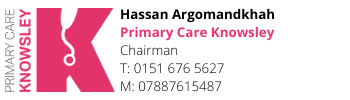 PRIMARY CARE
KNOWSLEY
Hassan Argomandkhah
Primary Care Knowsley
Chairman
T: 0151 676 5627
M: 07887615487